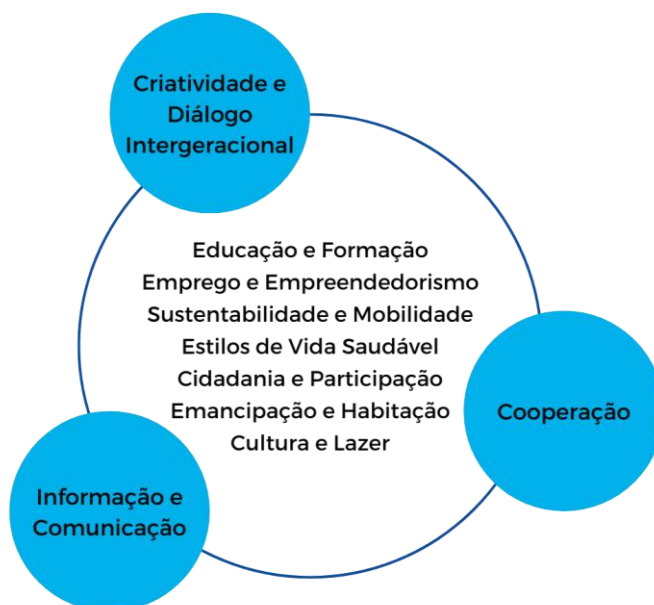 Criatividade e
Diálogo
Intergeracional
Educação e Formação
Emprego e Empreendedorismo
Sustentabilidade e Mobilidade
Estilos de Vida Saudável
Cidadania e Participação
Emancipação e Habitação
Cultura e Lazer
Cooperação
Informação e
Comunicação